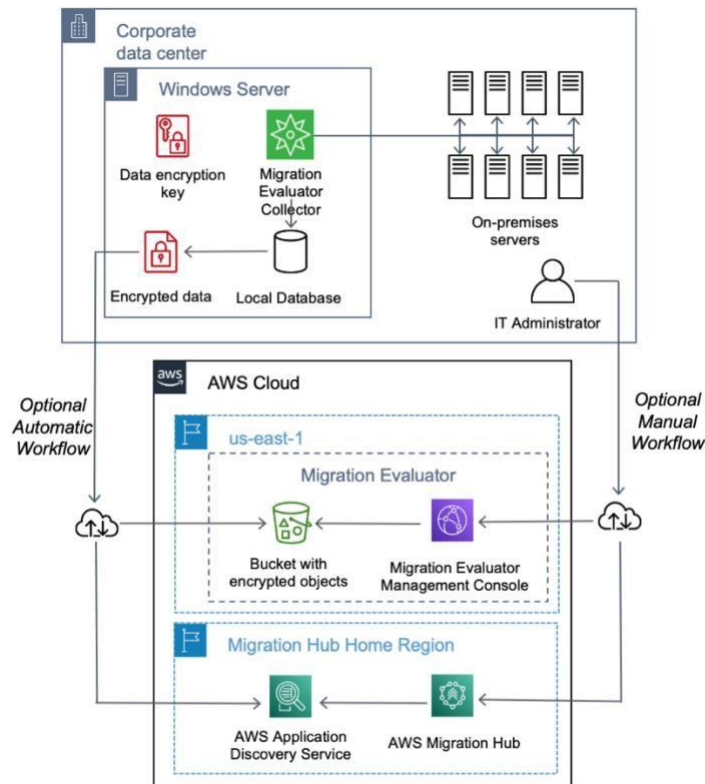 Corporate
data center
Windows Server
Data encryption
key
Migration
Evaluator
Collector
On-premises
servers
Encrypted data
Local Database
IT Administrator
aws
AWS Cloud
Optional
Automatic
Workflow
Optional
Manual
Workflow
us-east-1
Migration Evaluator
Bucket with
encrypted objects
Migration Evaluator
Management Console
Migration Hub Home Region
AWS Application
Discovery Service
AWS Migration Hub